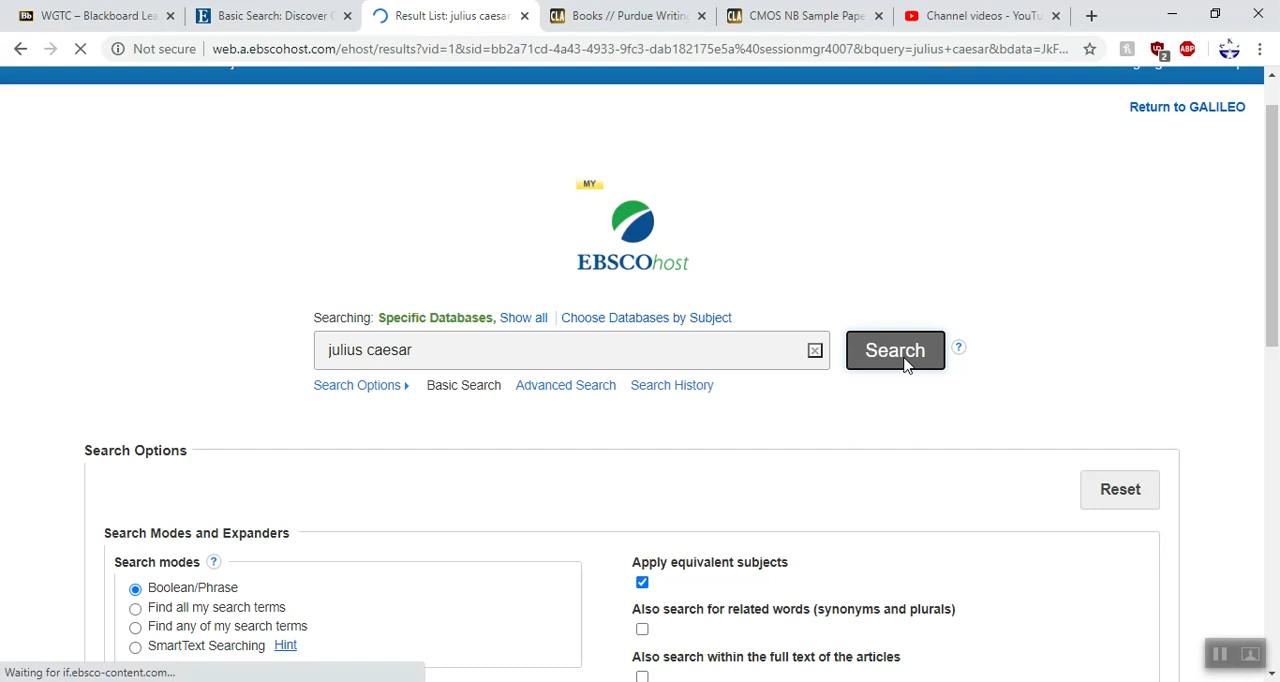 WGTC – Blackboard Lea
Basic Search: Discover
Result List: julius caesar
Books // Purdue Writin
CMOS NB Sample Pape
Channel videos - YouTu
Not secure
web.a.ebscohost.com/ehost/results?vid=1&sid=bb2a71cd-4a43-4933-9fc3-dab182175e5a%40sessionmgr4007&bquery=julius+caesar&bdata=JkF...
2
ABP
Return to GALILEO
MY
EBSCOhost
Searching: Specific Databases, Show all | Choose Databases by Subject
julius caesar
Search
?
Search Options Basic Search Advanced Search Search History
Search Options
Reset
Search Modes and Expanders
Search modes ?
Boolean/Phrase
Find all my search terms
Find any of my search terms
SmartText Searching Hint
Apply equivalent subjects
Also search for related words (synonyms and plurals)
Also search within the full text of the articles
Waiting for if.ebsco-content.com...